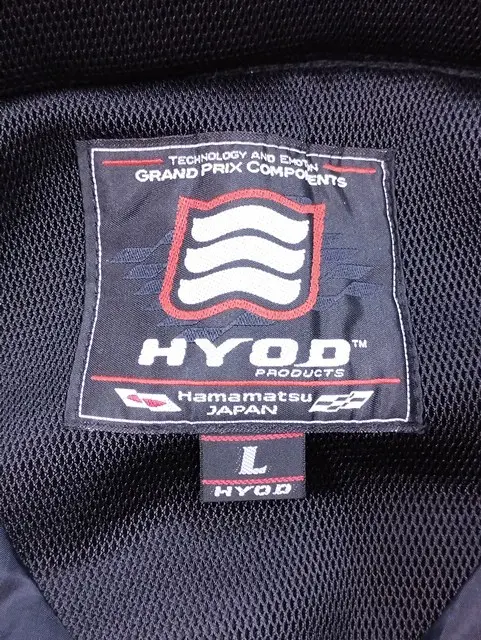 TECHNOLOGY AND EMOTION
GRAND PRIX COMPONENTS
HYOD™
PRODUCTS
Hamamatsu
JAPAN
L
HYOD